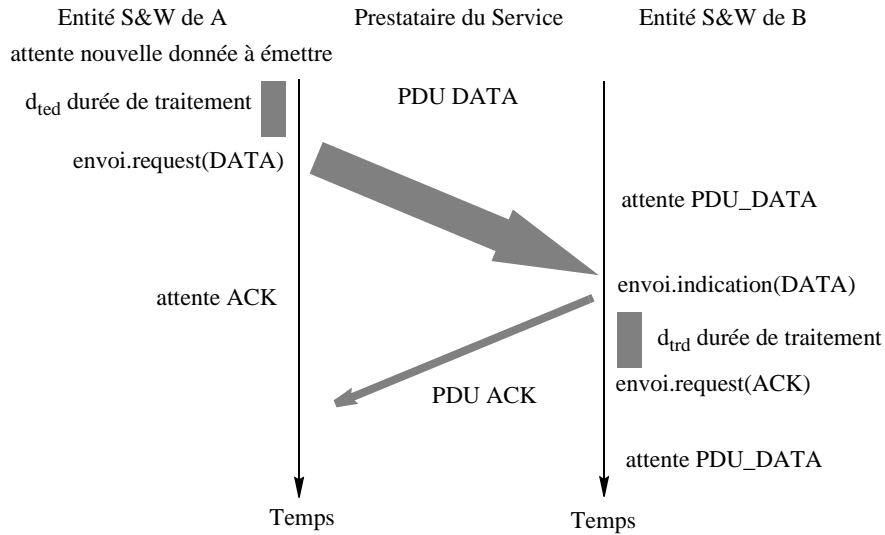 Entité S&W de A
Prestataire du Service
Entité S&W de B
attente nouvelle donnée à émettre
d_ted durée de traitement
PDU DATA
envoi.request(DATA)
attente PDU_DATA
attente ACK
envoi.indication(DATA)
d_trd durée de traitement
envoi.request(ACK)
PDU ACK
attente PDU_DATA
Temps
Temps